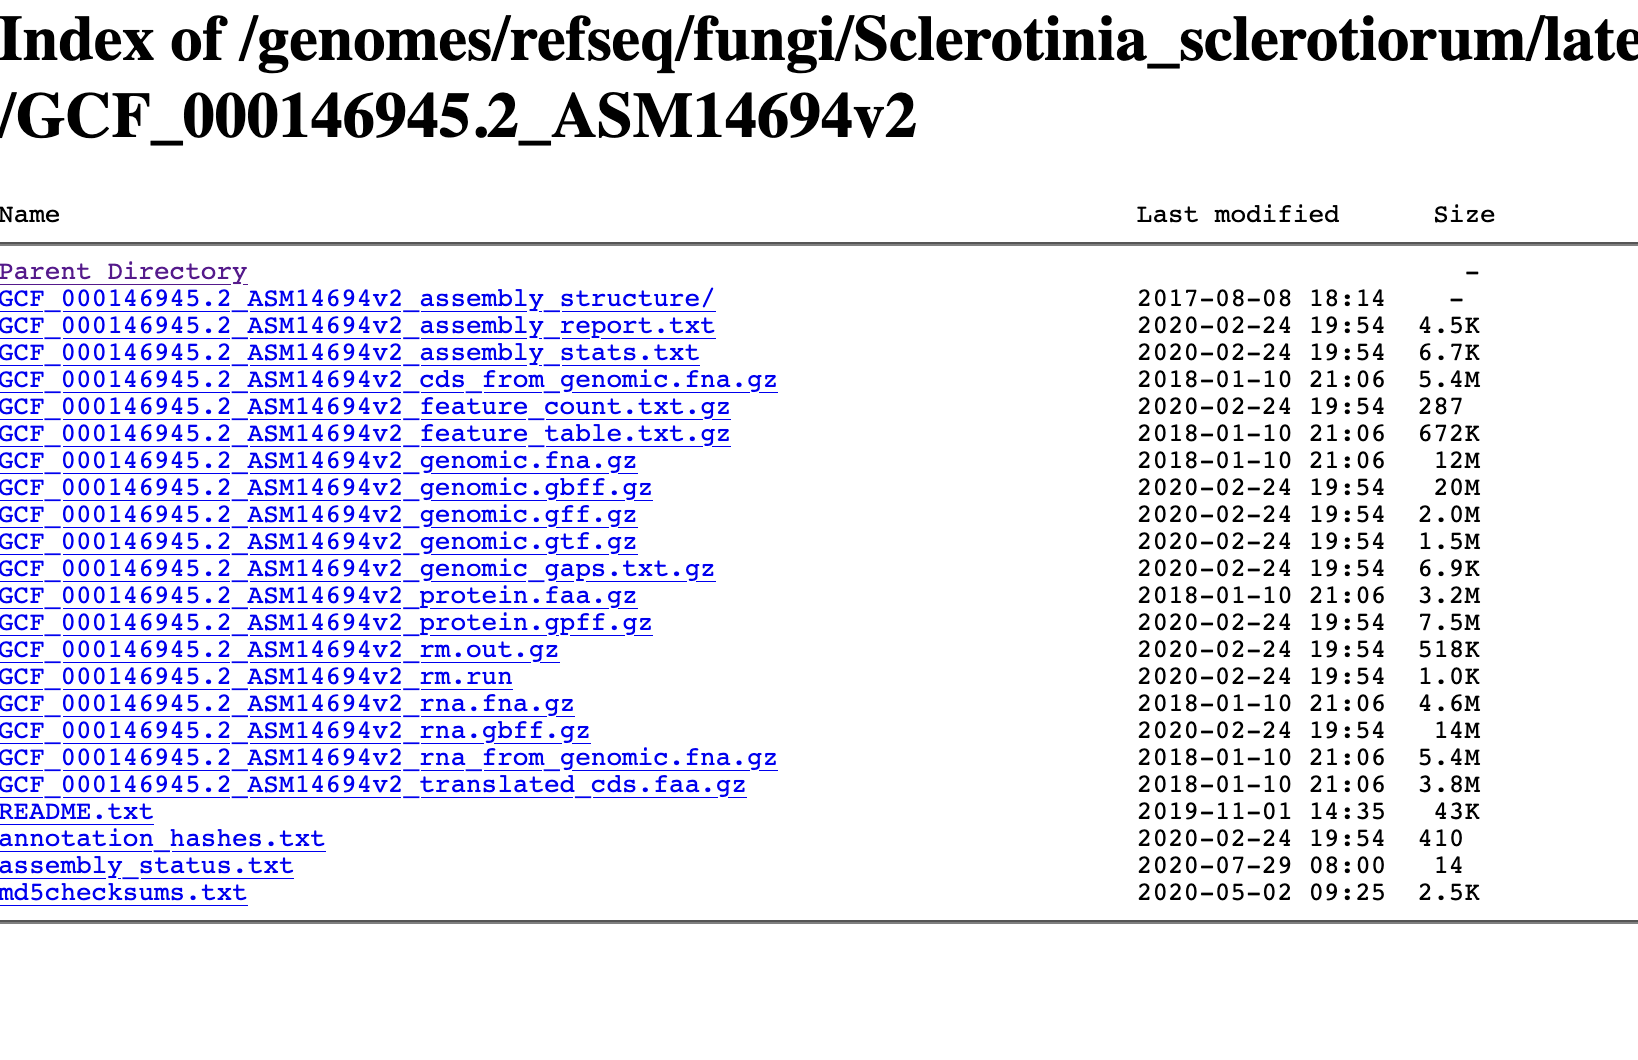 Index of /genomes/refseq/fungi/Sclerotinia_sclerotiorum/late
/GCF_000146945.2_ASM14694v2
Name Last modified Size
Parent Directory -
GCF_000146945.2_ASM14694v2_assembly_structure/ 2017-08-08 18:14 -
GCF_000146945.2_ASM14694v2_assembly_report.txt 2020-02-24 19:54 4.5K
GCF_000146945.2_ASM14694v2_assembly_stats.txt 2020-02-24 19:54 6.7K
GCF_000146945.2_ASM14694v2_cds_from_genomic.fna.gz 2018-01-10 21:06 5.4M
GCF_000146945.2_ASM14694v2_feature_count.txt.gz 2020-02-24 19:54 287
GCF_000146945.2_ASM14694v2_feature_table.txt.gz 2018-01-10 21:06 672K
GCF_000146945.2_ASM14694v2_genomic.fna.gz 2018-01-10 21:06 12M
GCF_000146945.2_ASM14694v2_genomic.gbff.gz 2020-02-24 19:54 20M
GCF_000146945.2_ASM14694v2_genomic.gff.gz 2020-02-24 19:54 2.0M
GCF_000146945.2_ASM14694v2_genomic.gtf.gz 2020-02-24 19:54 1.5M
GCF_000146945.2_ASM14694v2_genomic_gaps.txt.gz 2020-02-24 19:54 6.9K
GCF_000146945.2_ASM14694v2_protein.faa.gz 2018-01-10 21:06 3.2M
GCF_000146945.2_ASM14694v2_protein.gpff.gz 2020-02-24 19:54 7.5M
GCF_000146945.2_ASM14694v2_rm.out.gz 2020-02-24 19:54 518K
GCF_000146945.2_ASM14694v2_rm.run 2020-02-24 19:54 1.0K
GCF_000146945.2_ASM14694v2_rna.fna.gz 2018-01-10 21:06 4.6M
GCF_000146945.2_ASM14694v2_rna.gbff.gz 2020-02-24 19:54 14M
GCF_000146945.2_ASM14694v2_rna_from_genomic.fna.gz 2018-01-10 21:06 5.4M
GCF_000146945.2_ASM14694v2_translated_cds.faa.gz 2018-01-10 21:06 3.8M
README.txt 2019-11-01 14:35 43K
annotation_hashes.txt 2020-02-24 19:54 410
assembly_status.txt 2020-07-29 08:00 14
md5checksums.txt 2020-05-02 09:25 2.5K